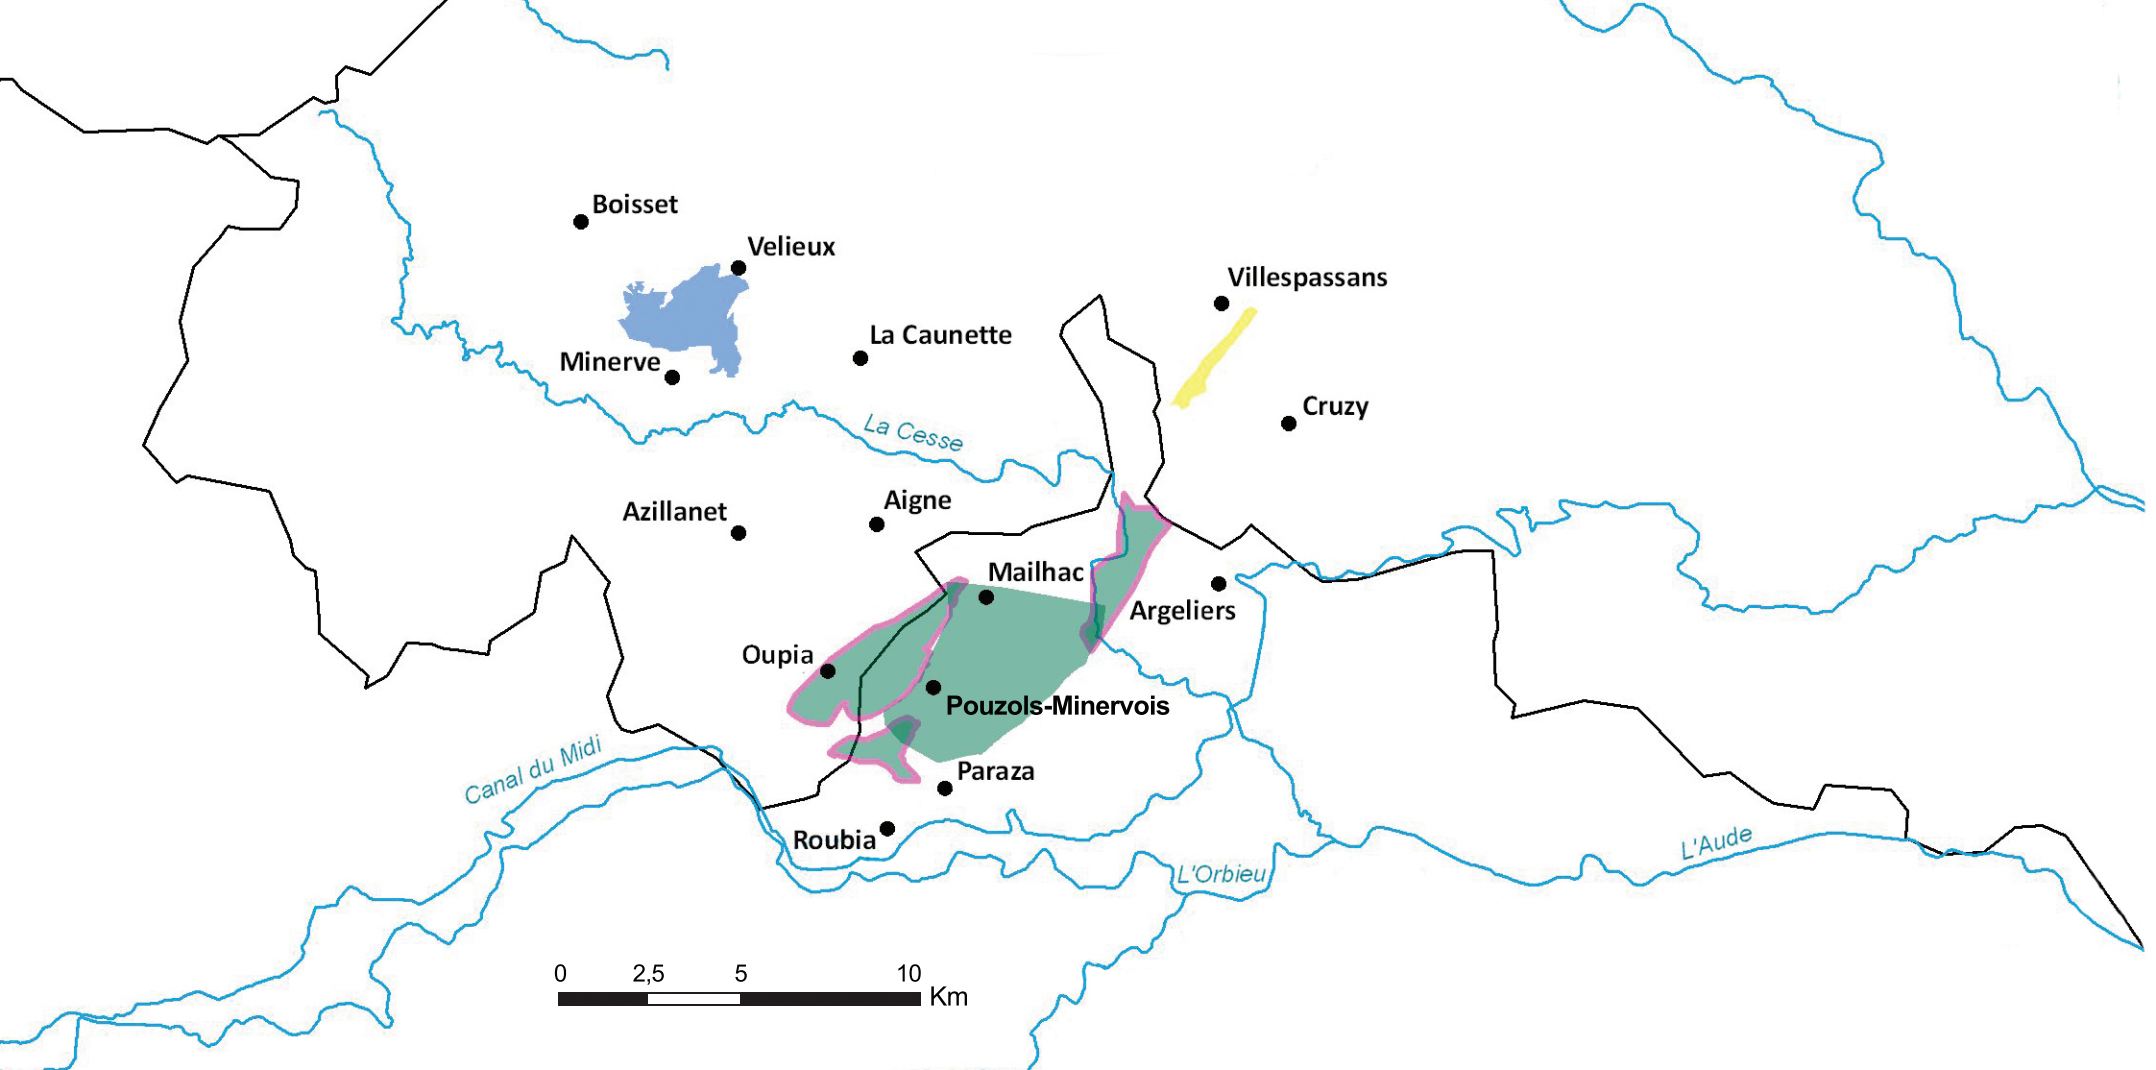 Boisset
Velieux
Villespassans
La Caunette
Minerve
Cruzy
La Cesse
Aigne
Azillanet
Mailhac
Argeliers
Oupia
Pouzols-Minervois
Canal du Midi
Paraza
Roubia
L'Aude
L'Orbieu
0 2,5 5 10
Km